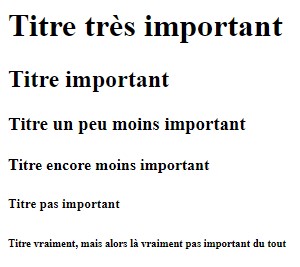 Titre très important
Titre important
Titre un peu moins important
Titre encore moins important
Titre pas important
Titre vraiment, mais alors là vraiment pas important du tout